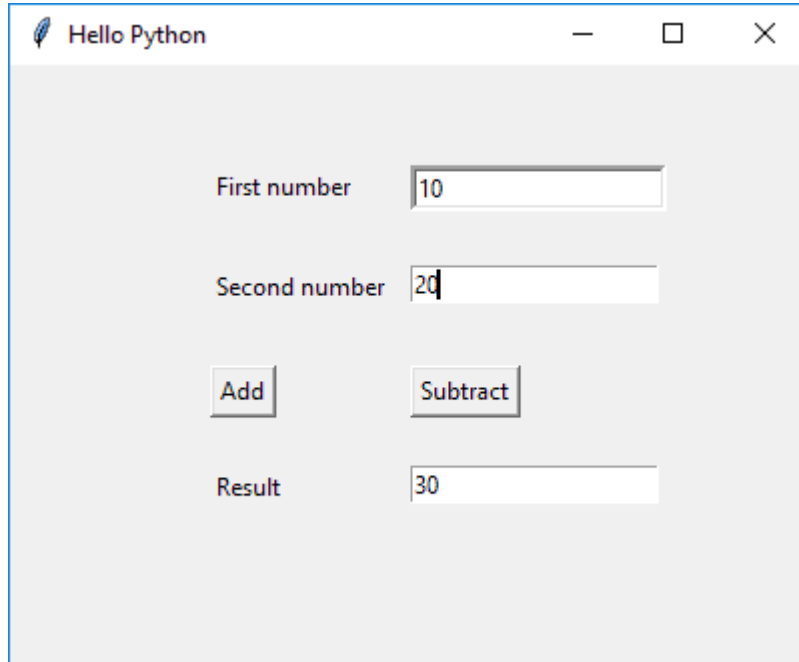 Hello Python
First number 10
Second number 20
Add Subtract
Result 30